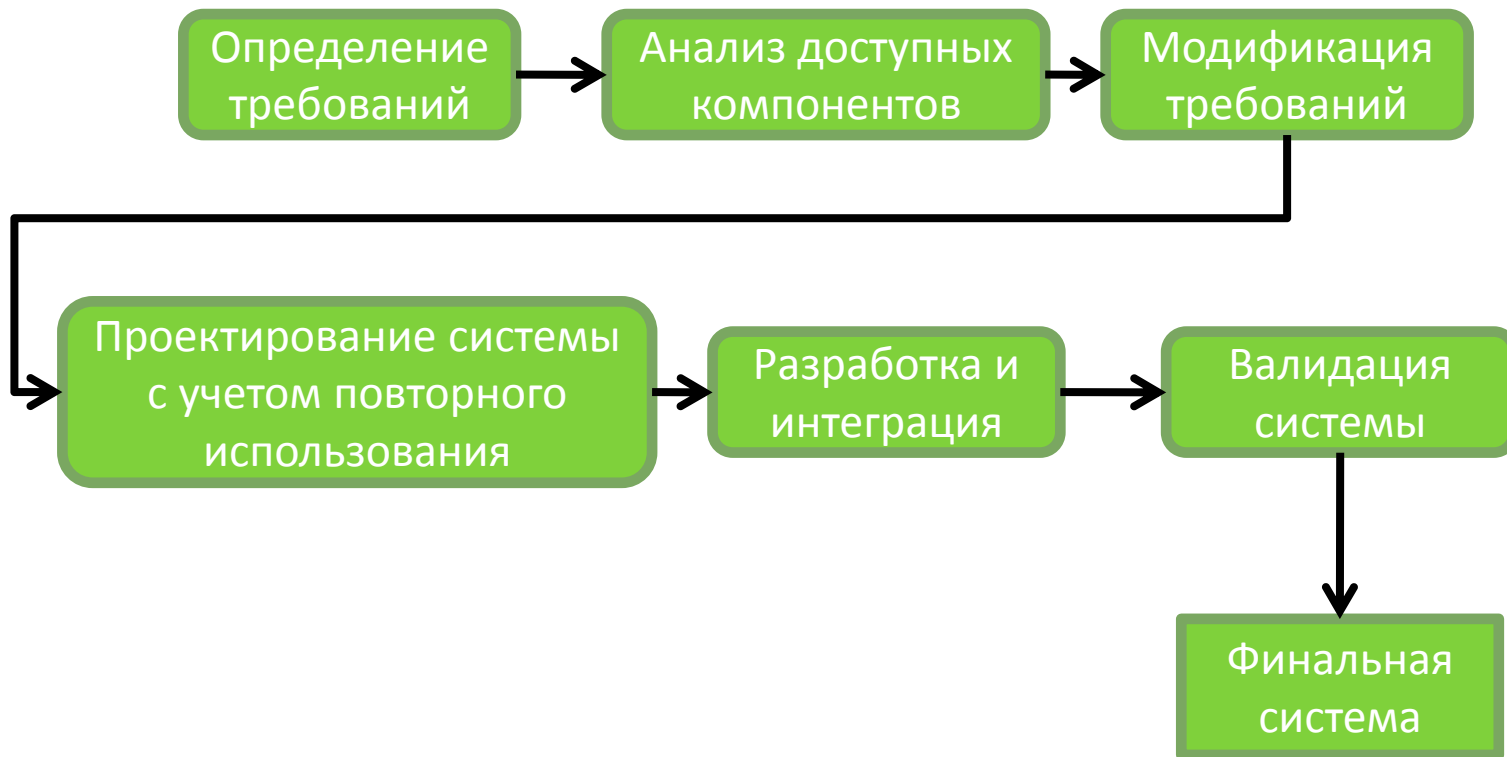 Определение
требований
Анализ доступных
компонентов
Модификация
требований
Проектирование системы
с учетом повторного
использования
Разработка и
интеграция
Валидация
системы
Финальная
система